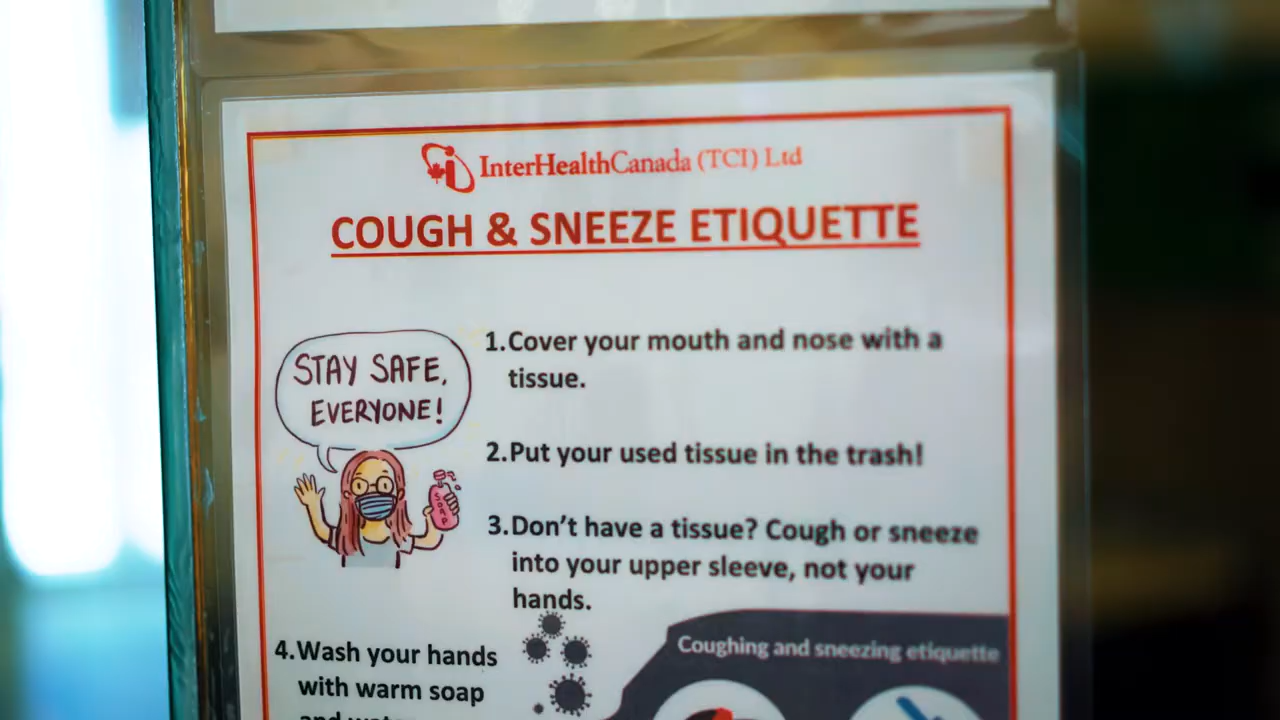 InterHealthCanada (TCI) Ltd
COUGH & SNEEZE ETIQUETTE
STAY SAFE,
EVERYONE!
SOAP
1.Cover your mouth and nose with a
tissue.
2.Put your used tissue in the trash!
3.Don't have a tissue? Cough or sneeze
into your upper sleeve, not your
hands.
4.Wash your hands
with warm soap
Coughing and sneezing etiquette